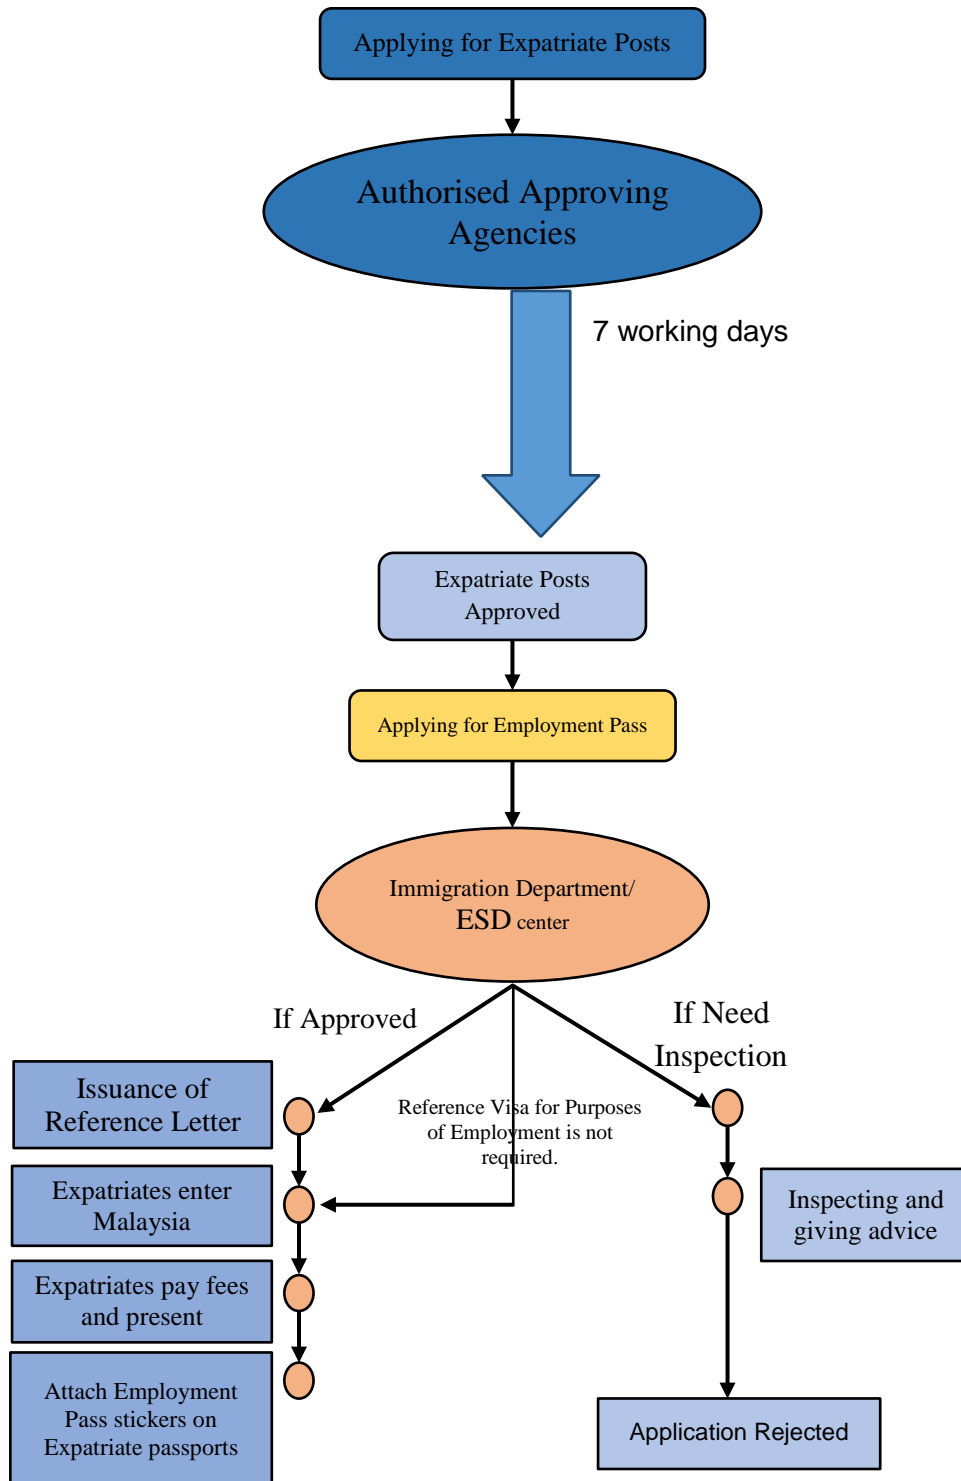 Applying for Expatriate Posts
Authorised Approving
Agencies
7 working days
Expatriate Posts
Approved
Applying for Employment Pass
Immigration Department/
ESD center
If Approved
If Need
Inspection
Issuance of
Reference Letter
Reference Visa for Purposes
of Employment is not
required.
Expatriates enter
Malaysia
Inspecting and
giving advice
Expatriates pay fees
and present
Attach Employment
Pass stickers on
Expatriate passports
Application Rejected